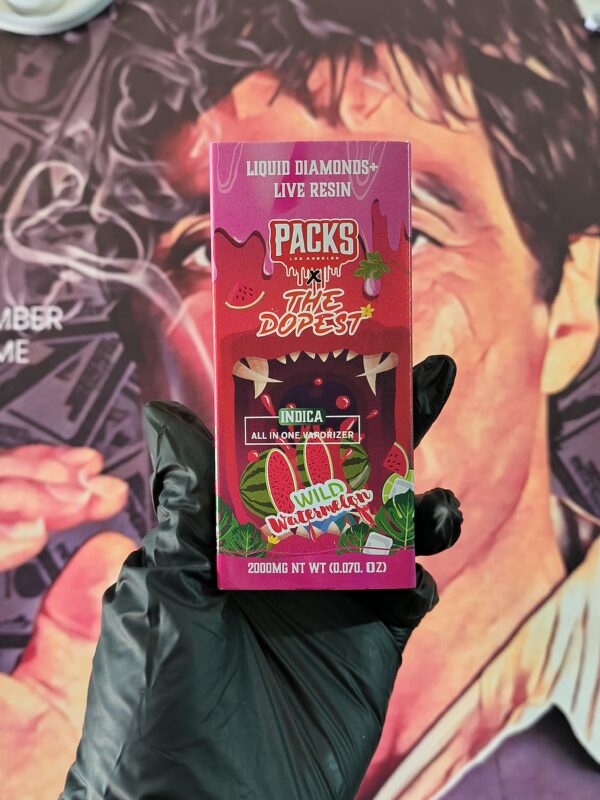 LIQUID DIAMONDS+
LIVE RESIN
PACKS
LOS ANGELES
X
THE
DOPEST
MBER
ME
INDICA
ALL IN ONE VAPORIZER
WILD
Watermelon
2000MG NT WT (0.070. OZ)